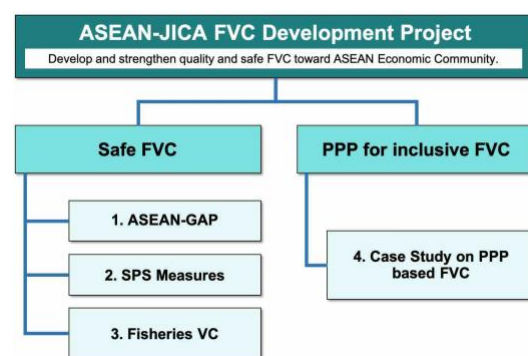 ASEAN-JICA FVC Development Project
Develop and strengthen quality and safe FVC toward ASEAN Economic Community.
Safe FVC
PPP for inclusive FVC
1. ASEAN-GAP
2. SPS Measures
3. Fisheries VC
4. Case Study on PPP
based FVC